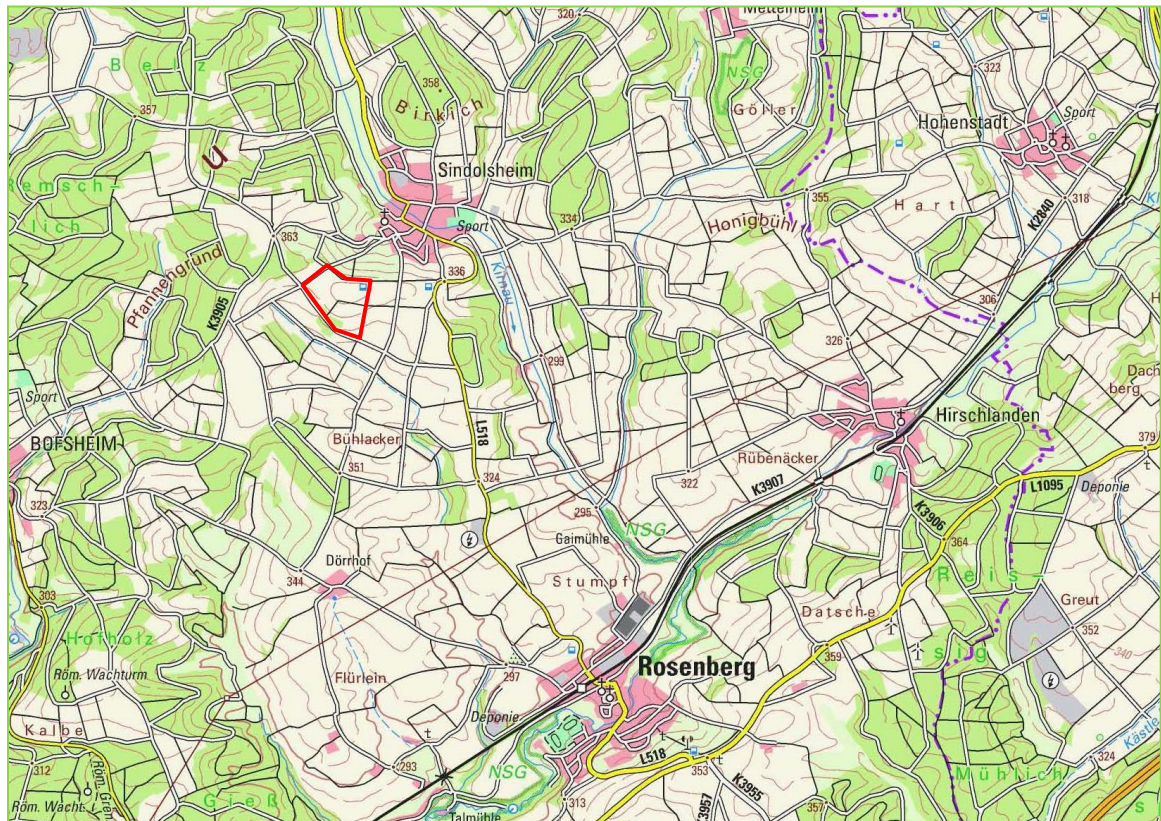 320
Mettelheim
B e l z
358
Birkich
NSG
Göller
323
Sport
Hohenstadt
357
u
Sindolsheim
Remsch-
lich
355
Hart
318
K2840
363
Sport
334
Honigbühl
Pfannengrund
K3905
336
Kirnau
306
326
299
Sport
L518
Hirschlanden
BOFSHEIM
Bühlacker
351
324
Rübenäcker
322
K3907
379
L1095
Deponie
323
295
NSG
K3906
Gaimühle
364
Dörrhof
344
Stumpf
Reis-
303
Datsche
Greut
352
340
Hofholz
sig
359
Röm. Wachturm
Flürlein
297
Rosenberg
Kalbe
Deponie
324
Kästle
312
293
L518
353
K3955
Mühlich
NSG
Röm. Wacht.
Gieß
313
K3957
357
Talmühle